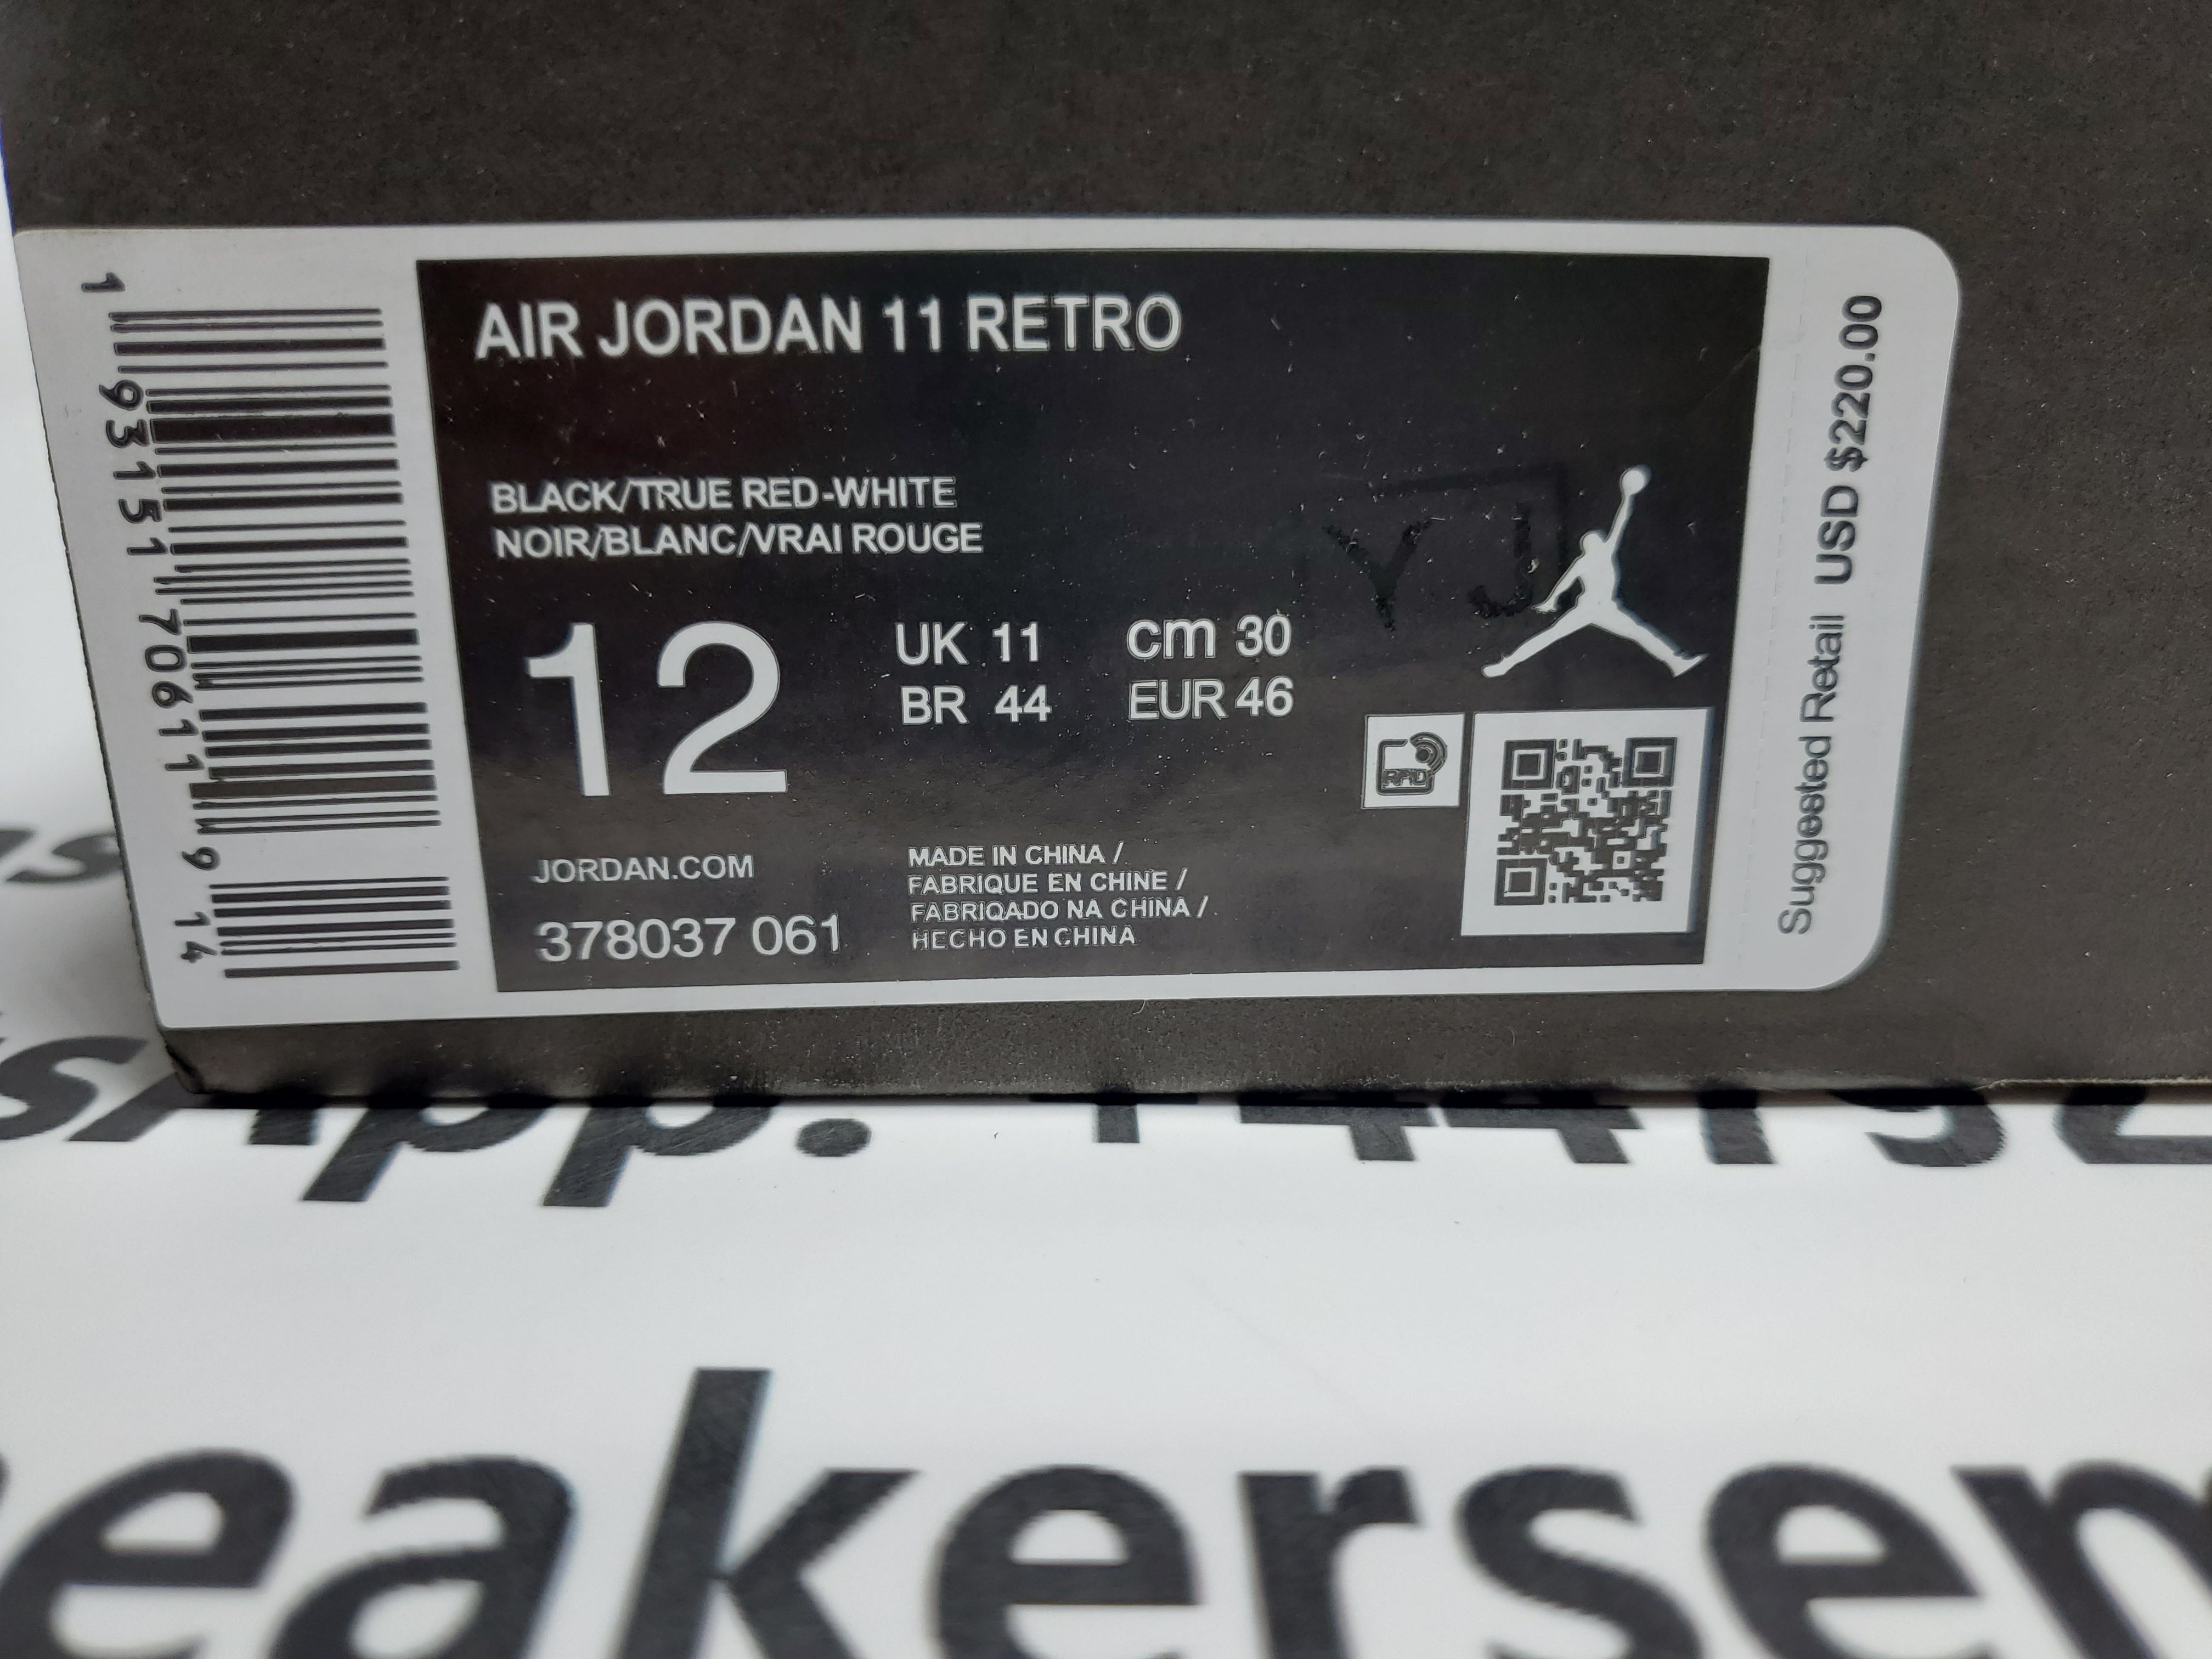 AIR JORDAN 11 RETRO
BLACK/TRUE RED-WHITE
NOIR/BLANC/VRAI ROUGE
12
UK 11
cm 30
BR 44
EUR 46
YJ
RFID
JORDAN.COM
378037 061
MADE IN CHINA /
FABRIQUE EN CHINE /
FABRIQADO NA CHINA /
HECHO EN CHINA
Suggested Retail USD $220.00
1 93151 70611 9 14